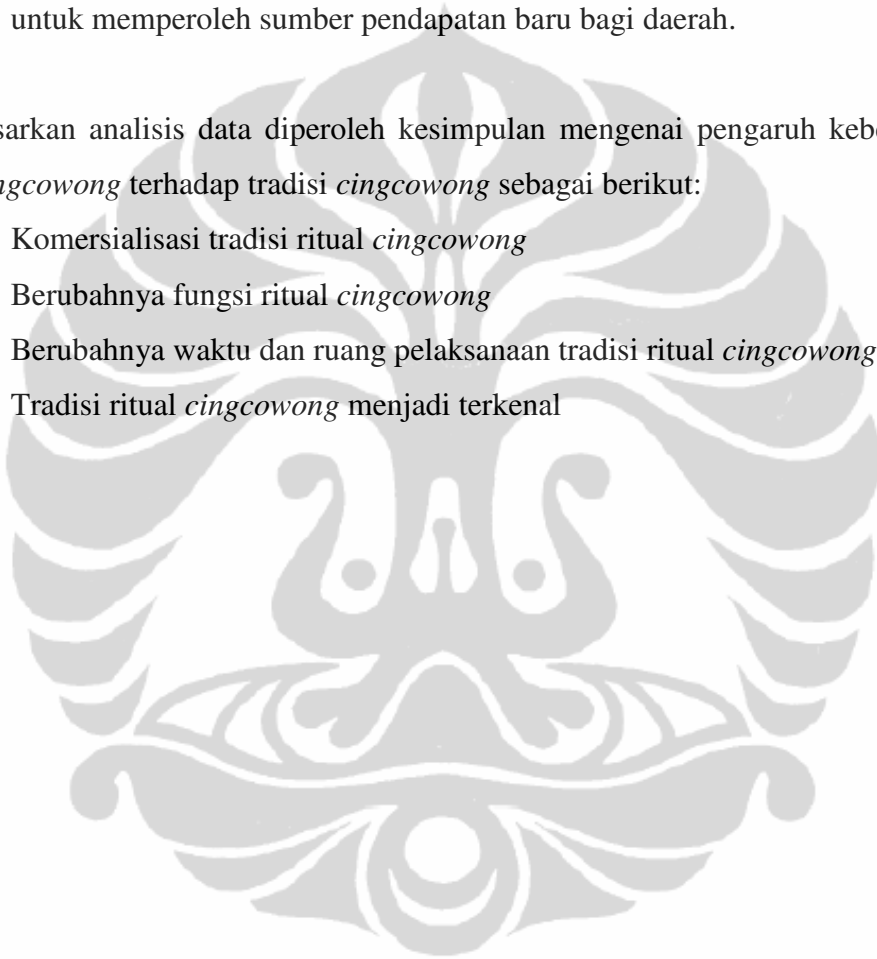 untuk memperoleh sumber pendapatan baru bagi daerah.
sarkan analisis data diperoleh kesimpulan mengenai pengaruh kebe
ngcowong terhadap tradisi cingcowong sebagai berikut:
Komersialisasi tradisi ritual cingcowong
Berubahnya fungsi ritual cingcowong
Berubahnya waktu dan ruang pelaksanaan tradisi ritual cingcowong
Tradisi ritual cingcowong menjadi terkenal